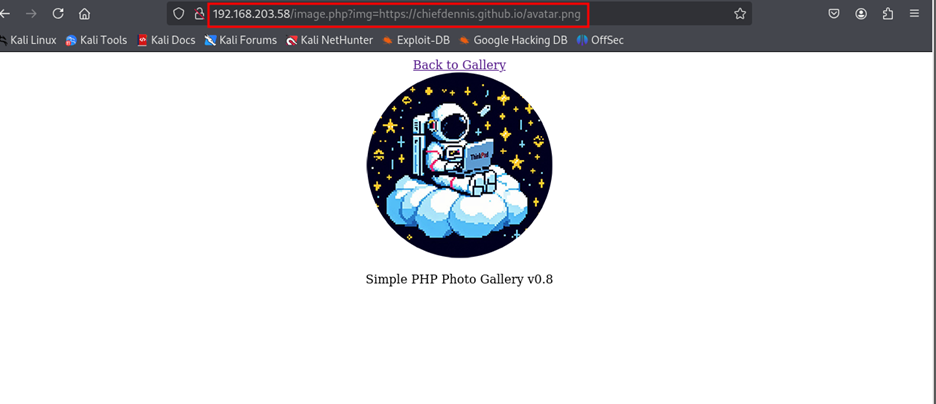 192.168.203.58/image.php?img=https://chiefdennis.github.io/avatar.png
Kali Linux Kali Tools Kali Docs Kali Forums Kali NetHunter Exploit-DB Google Hacking DB OffSec
Back to Gallery
ThinkPad
Simple PHP Photo Gallery v0.8